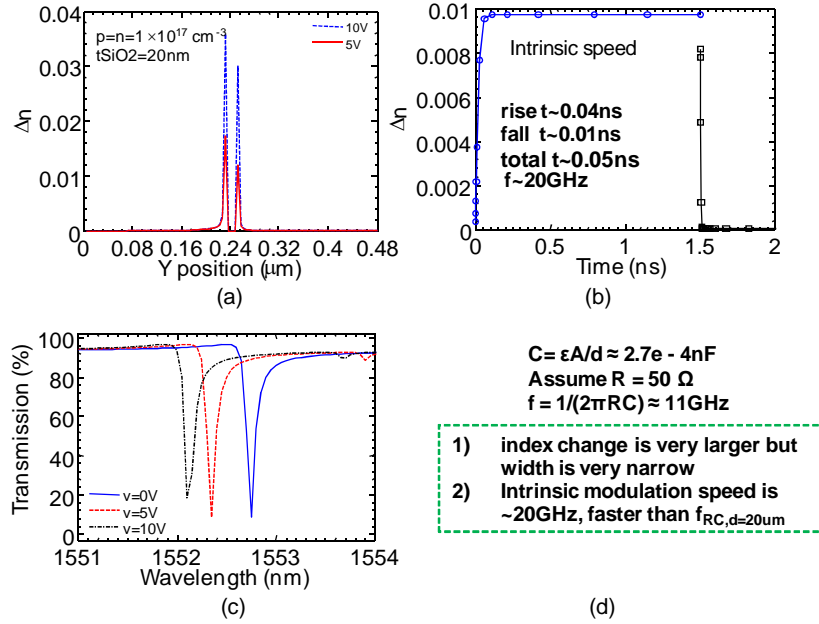 p=n=1 ×10^17 cm^-3
tSiO2=20nm
10V
5V
Δn
0.04
0.03
0.02
0.01
0
0
0.08
0.16
0.24
0.32
0.40
0.48
Y position (μm)
(a)
Δn
0.01
0.008
0.006
0.004
0.002
0
Intrinsic speed
rise t~0.04ns
fall t~0.01ns
total t~0.05ns
f~20GHz
0
0.5
1
1.5
2
Time (ns)
(b)
Transmission (%)
100
80
60
40
20
0
v=0V
v=5V
v=10V
1551
1552
1553
1554
Wavelength (nm)
(c)
C= εA/d ≈ 2.7e - 4nF
Assume R = 50 Ω
f = 1/(2πRC) ≈ 11GHz
1) index change is very larger but
width is very narrow
2) Intrinsic modulation speed is
~20GHz, faster than f_RC,d=20um
(d)